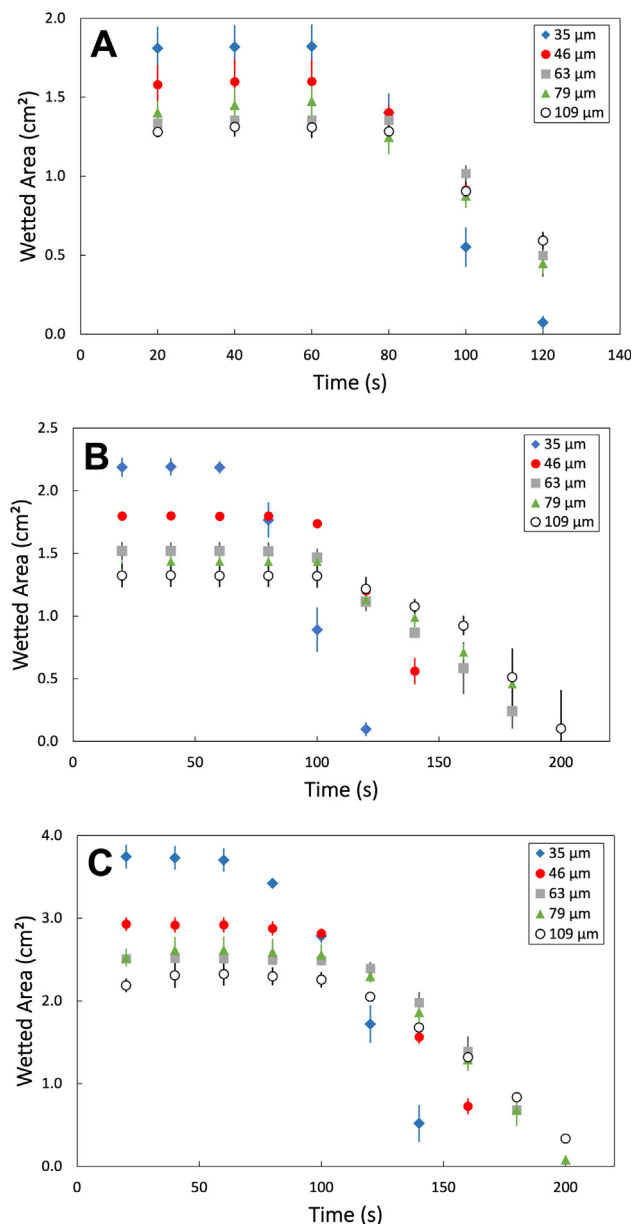 A
35 µm
46 µm
63 µm
79 µm
109 µm
Wetted Area (cm²)
2.0
1.5
1.0
0.5
0.0
0 20 40 60 80 100 120 140
Time (s)
B
35 µm
46 µm
63 µm
79 µm
109 µm
Wetted Area (cm²)
2.5
2.0
1.5
1.0
0.5
0.0
0 50 100 150 200
Time (s)
C
35 µm
46 µm
63 µm
79 µm
109 µm
Wetted Area (cm²)
4.0
3.0
2.0
1.0
0.0
0 50 100 150 200
Time (s)